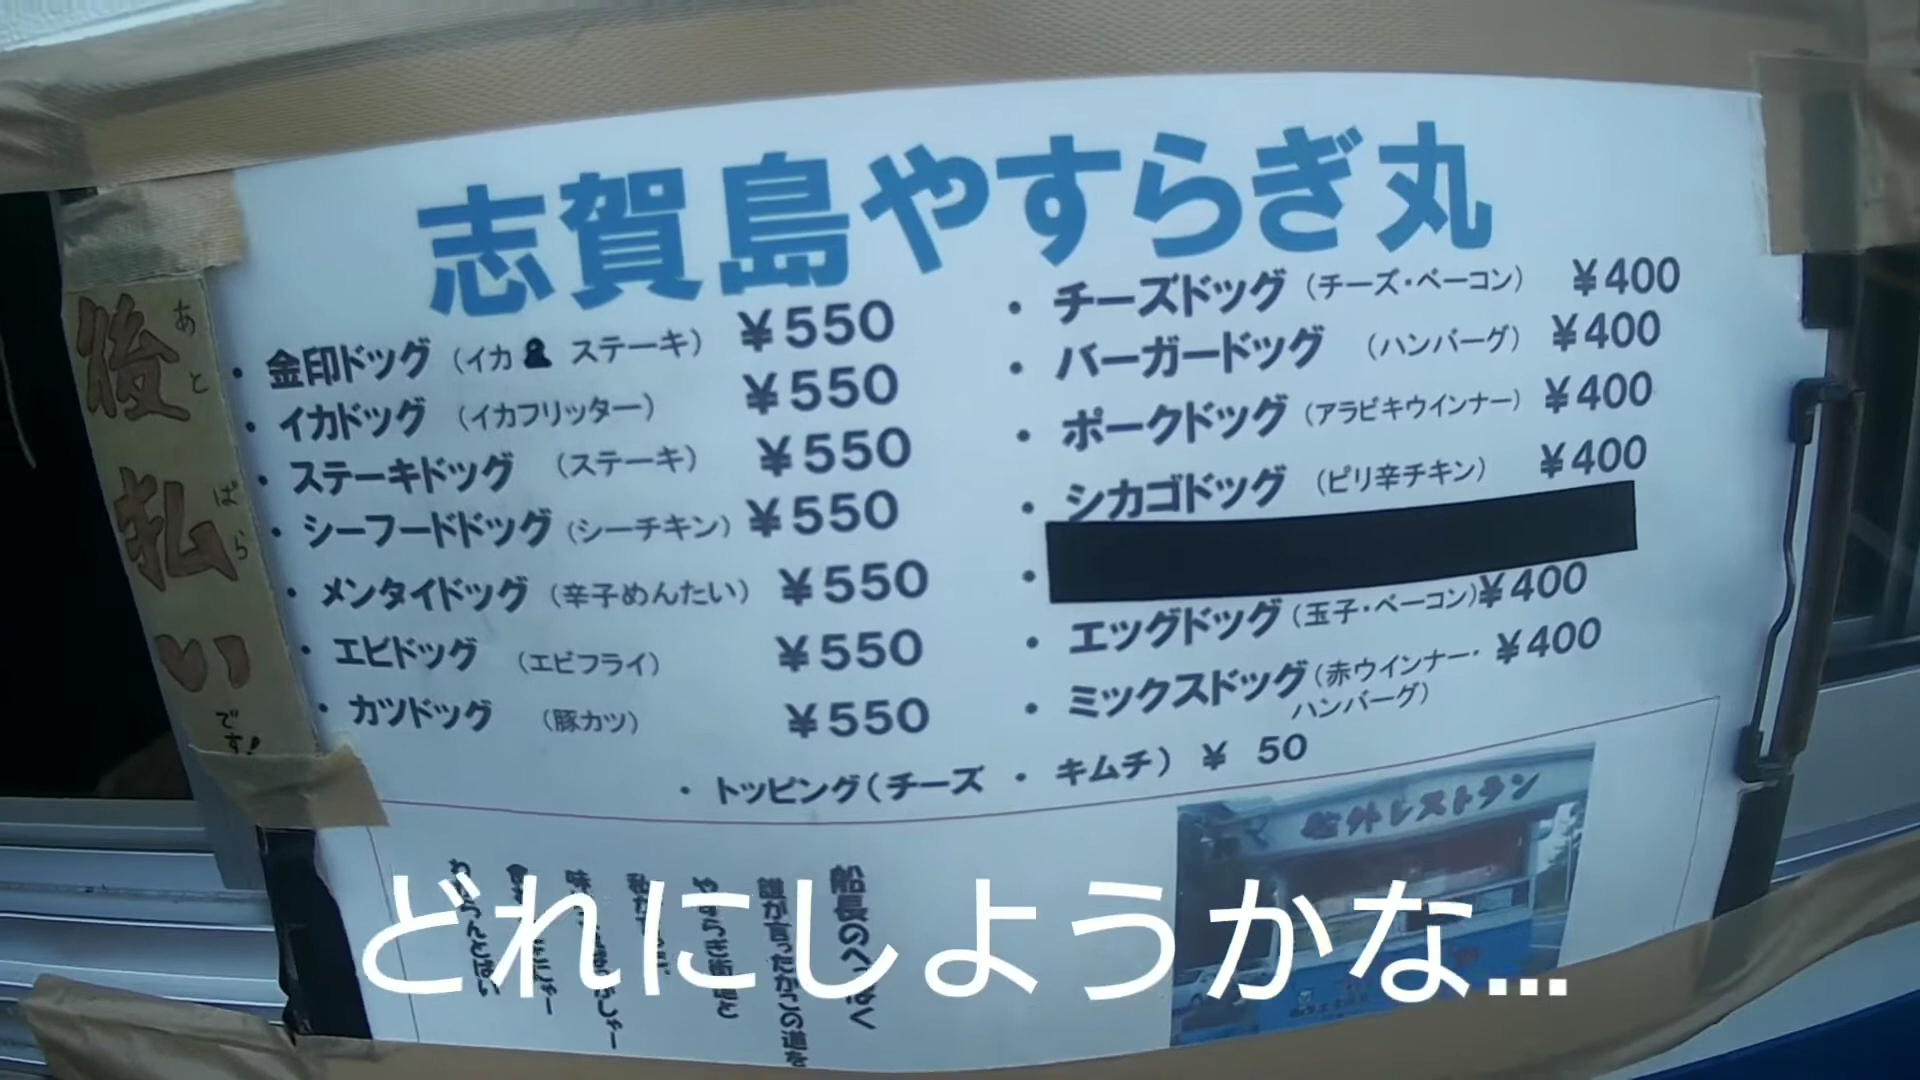 志賀島やすらぎ丸
後払いです!
あとばらい
・金印ドッグ(イカ ステーキ) ¥550
・イカドッグ (イカフリッター) ¥550
・ステーキドッグ (ステーキ) ¥550
・シーフードドッグ(シーチキン) ¥550
・メンタイドッグ(辛子めんたい) ¥550
・エビドッグ (エビフライ) ¥550
・カツドッグ (豚カツ) ¥550
・チーズドッグ(チーズ・ベーコン) ¥400
・バーガードッグ (ハンバーグ) ¥400
・ポークドッグ(アラビキウインナー) ¥400
・シカゴドッグ (ピリ辛チキン) ¥400
・エッグドッグ(玉子・ベーコン)¥400
・ミックスドッグ(赤ウインナー・ハンバーグ) ¥400
・トッピング(チーズ ・ キムチ) ¥ 50
船長の
誰が言ったかこの道を
レストラン
どれにしようかな...